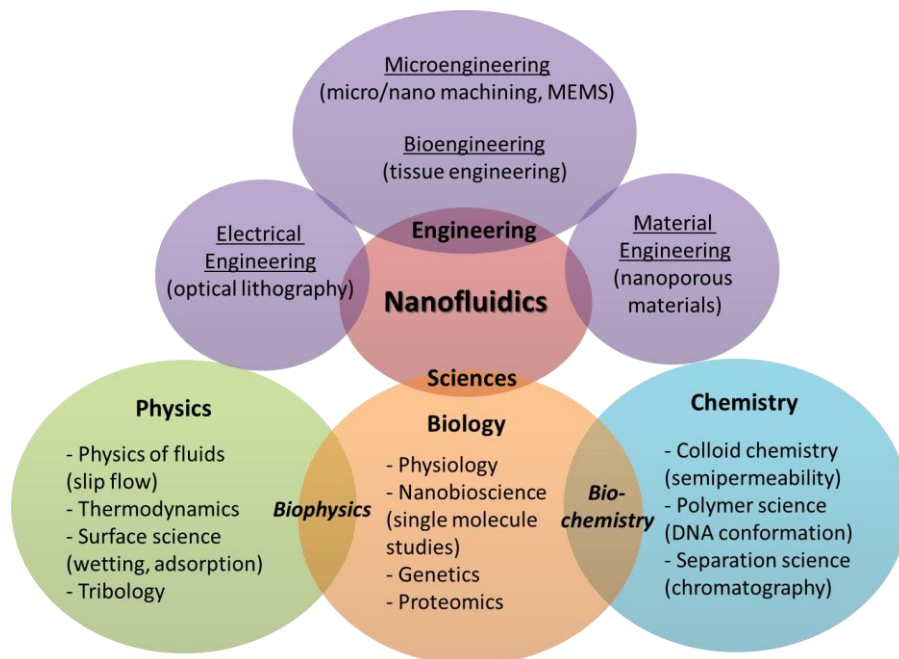 Microengineering
(micro/nano machining, MEMS)
Bioengineering
(tissue engineering)
Electrical
Engineering
(optical lithography)
Engineering
Material
Engineering
(nanoporous
materials)
Nanofluidics
Sciences
Physics
- Physics of fluids
(slip flow)
- Thermodynamics
- Surface science
(wetting, adsorption)
- Tribology
Biophysics
Biology
- Physiology
- Nanobioscience
(single molecule
studies)
- Genetics
- Proteomics
Bio-
chemistry
Chemistry
- Colloid chemistry
(semipermeability)
- Polymer science
(DNA conformation)
- Separation science
(chromatography)